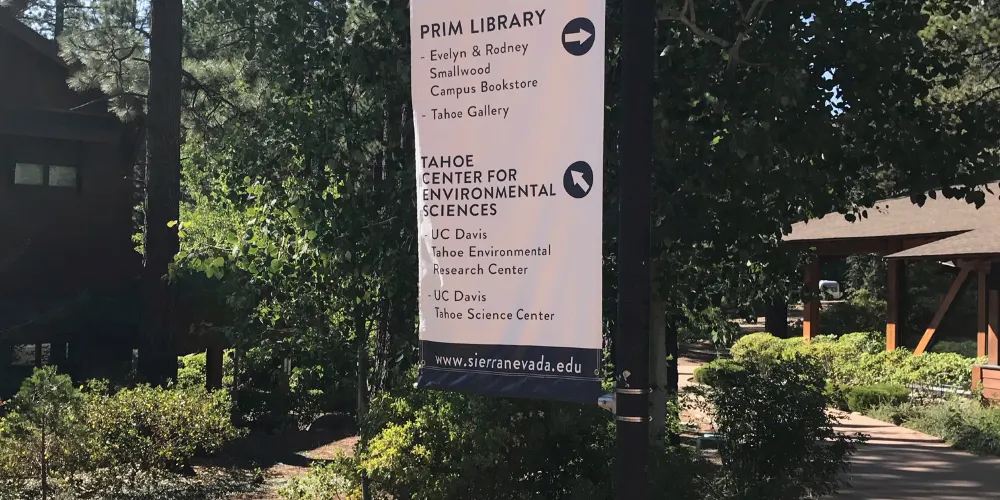 PRIM LIBRARY
- Evelyn & Rodney
Smallwood
Campus Bookstore
- Tahoe Gallery
TAHOE
CENTER FOR
ENVIRONMENTAL
SCIENCES
- UC Davis
Tahoe Environmental
Research Center
- UC Davis
Tahoe Science Center
www.sierranevada.edu